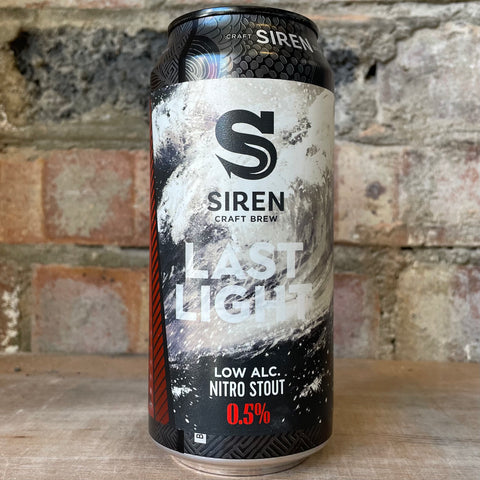 CRAFT SIREN
S
SIREN
CRAFT BREW
LAST
LIGHT
LOW ALC.
NITRO STOUT
0.5%